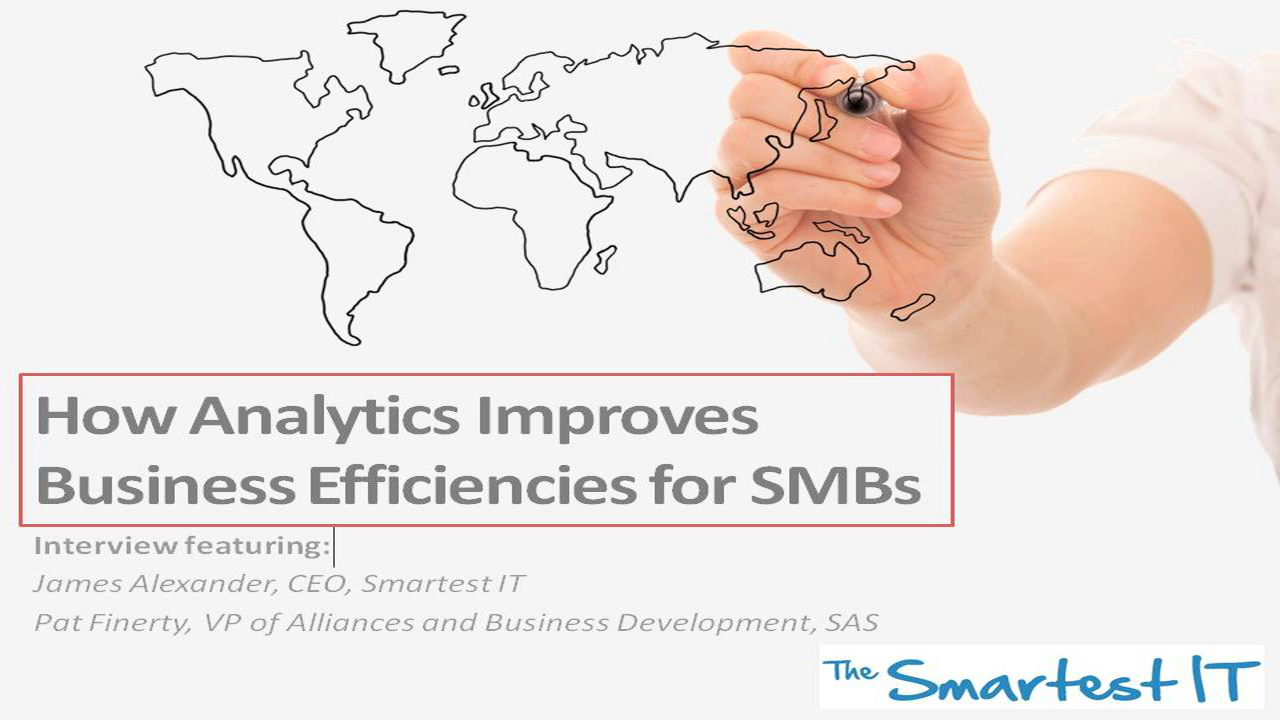 How Analytics Improves
Business Efficiencies for SMBs
Interview featuring:
James Alexander, CEO, Smartest IT
Pat Finerty, VP of Alliances and Business Development, SAS
The Smartest IT